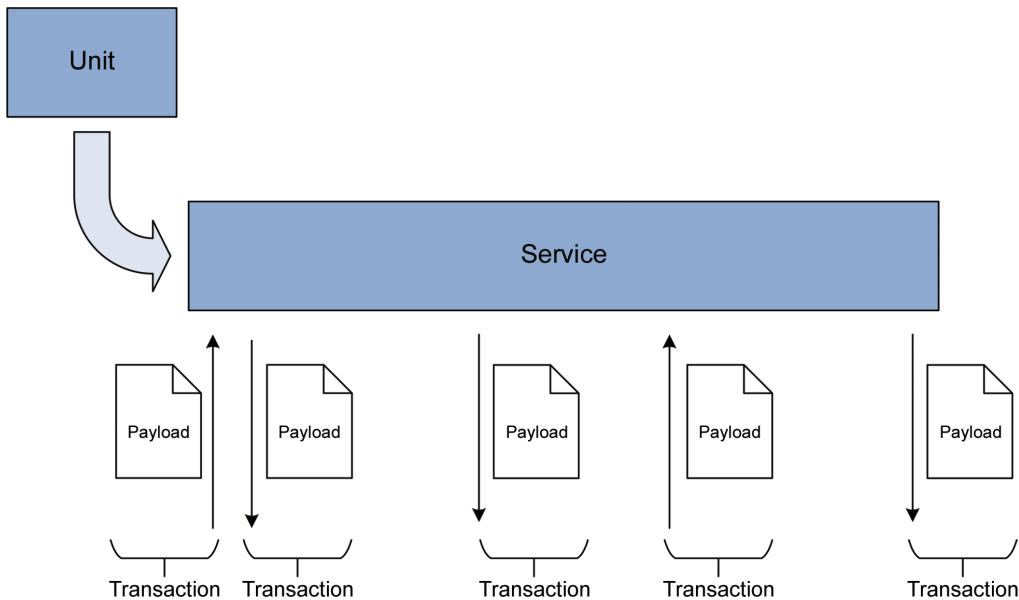 Unit
Service
Payload
Payload
Payload
Payload
Payload
Transaction
Transaction
Transaction
Transaction
Transaction